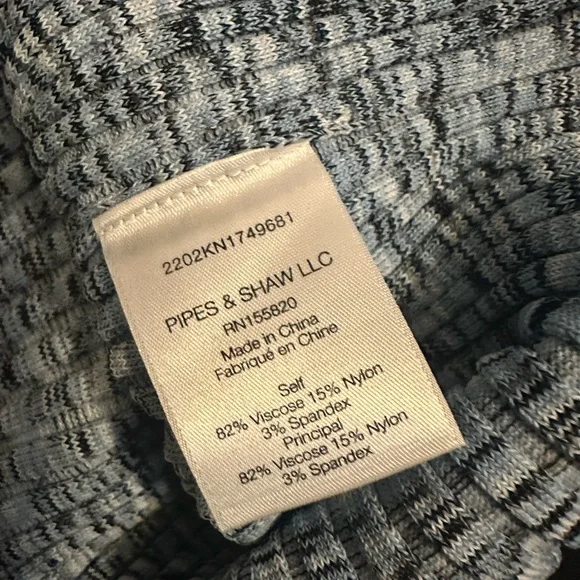 2202KN1749681
PIPES & SHAW LLC
RN155820
Made in China
Fabriqué en Chine
Self
82% Viscose 15% Nylon
3% Spandex
Principal
82% Viscose 15% Nylon
3% Spandex